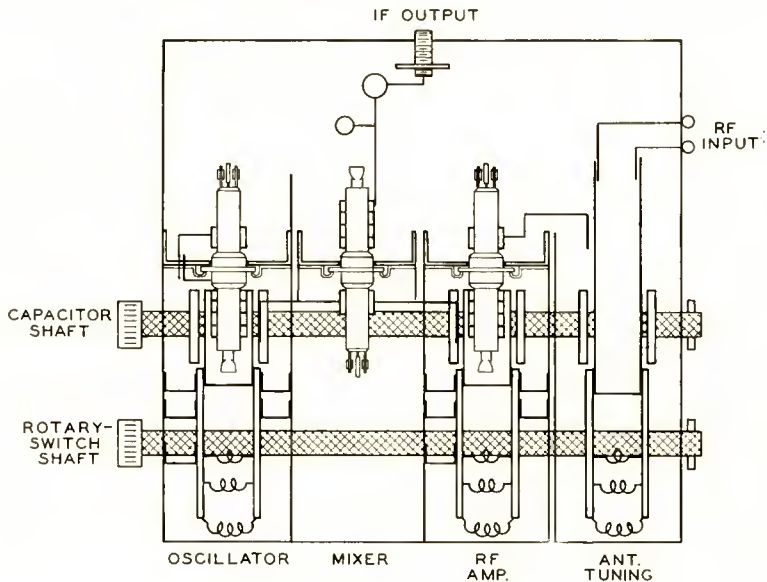 IF OUTPUT
RF
INPUT:
CAPACITOR
SHAFT
ROTARY-
SWITCH
SHAFT
OSCILLATOR
MIXER
RF
AMP.
ANT.
TUNING